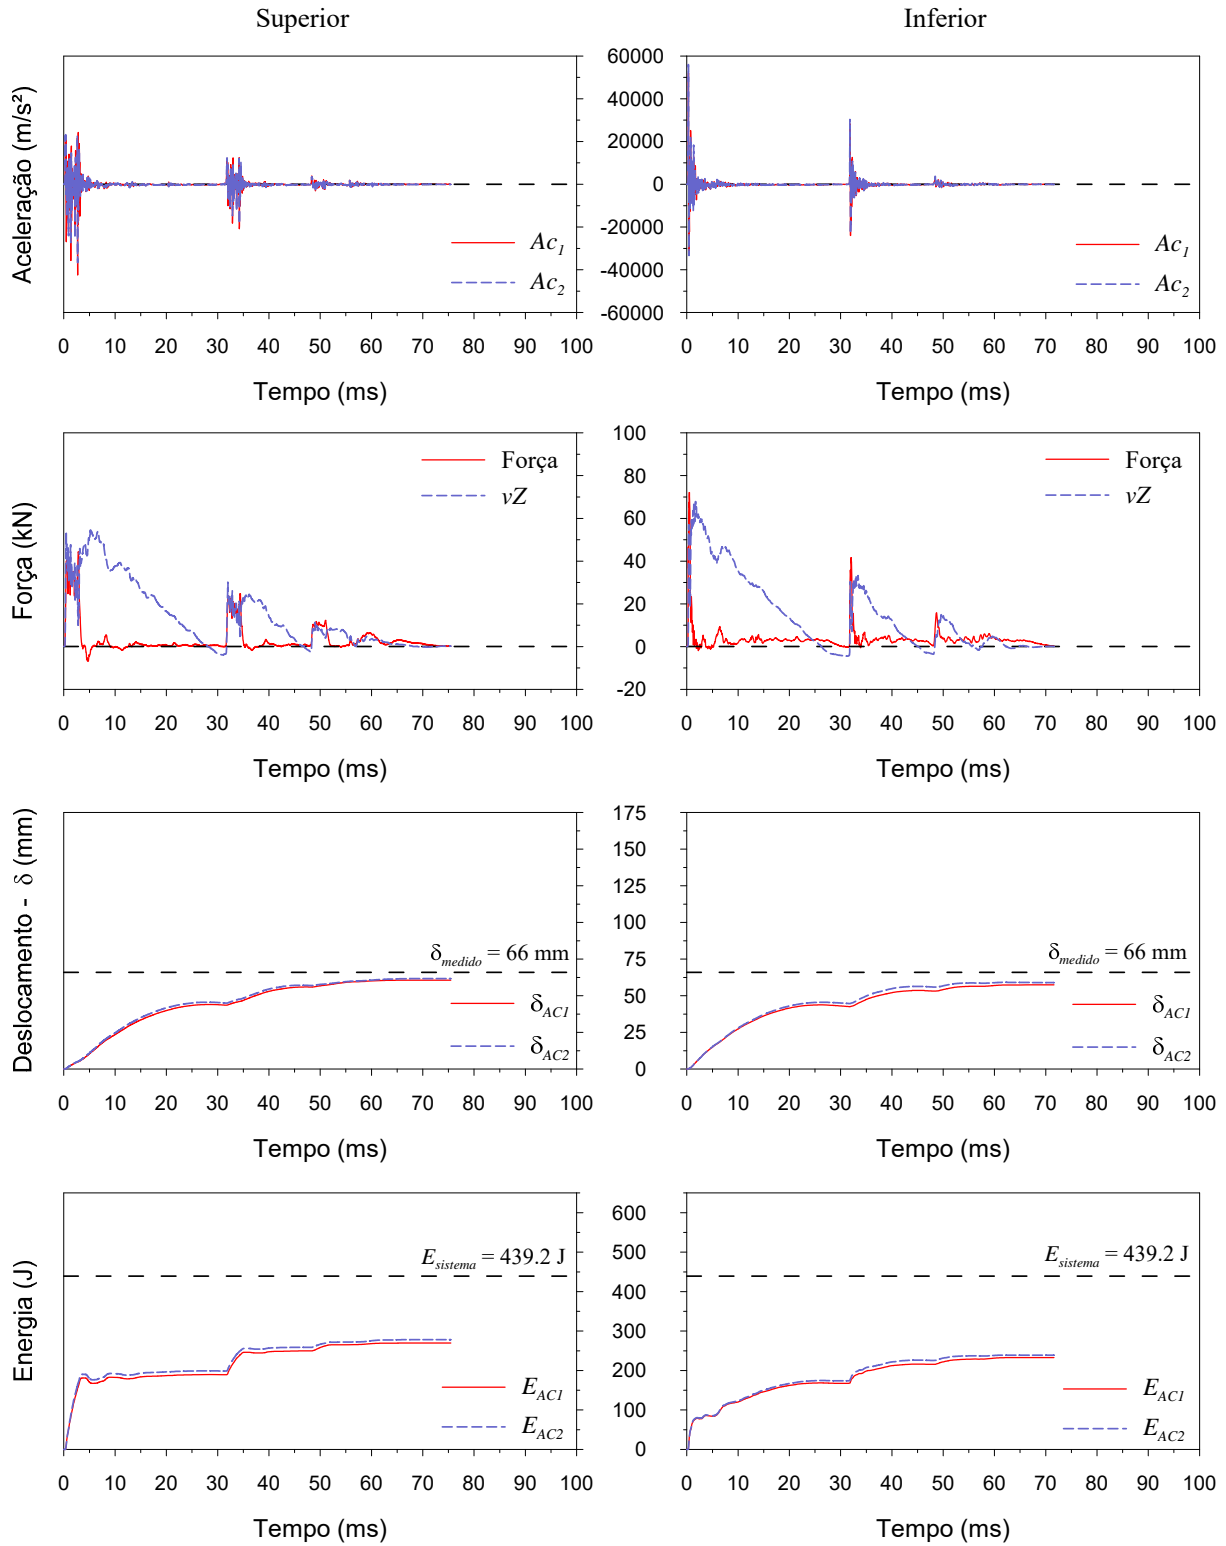 Superior Inferior
Aceleração (m/s²)
60000
40000
20000
0
-20000
-40000
-60000
Ac1
Ac2
Ac1
Ac2
0 10 20 30 40 50 60 70 80 90 100
0 10 20 30 40 50 60 70 80 90 100
Tempo (ms) Tempo (ms)
Força (kN)
100
80
60
40
20
0
-20
Força
vZ
Força
vZ
0 10 20 30 40 50 60 70 80 90 100
0 10 20 30 40 50 60 70 80 90 100
Tempo (ms) Tempo (ms)
Deslocamento - δ (mm)
175
150
125
100
75
50
25
0
δmedido = 66 mm
δAC1
δAC2
δmedido = 66 mm
δAC1
δAC2
0 10 20 30 40 50 60 70 80 90 100
0 10 20 30 40 50 60 70 80 90 100
Tempo (ms) Tempo (ms)
Energia (J)
600
500
400
300
200
100
0
Esistema = 439.2 J
EAC1
EAC2
Esistema = 439.2 J
EAC1
EAC2
0 10 20 30 40 50 60 70 80 90 100
0 10 20 30 40 50 60 70 80 90 100
Tempo (ms) Tempo (ms)